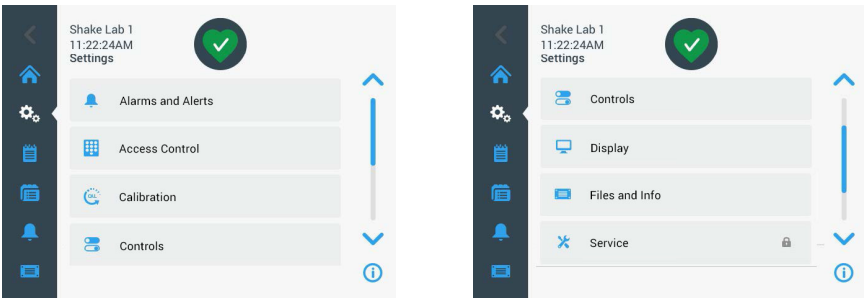 Shake Lab 1
11:22:24AM
Settings
Alarms and Alerts
Access Control
Calibration
Controls
Shake Lab 1
11:22:24AM
Settings
Controls
Display
Files and Info
Service